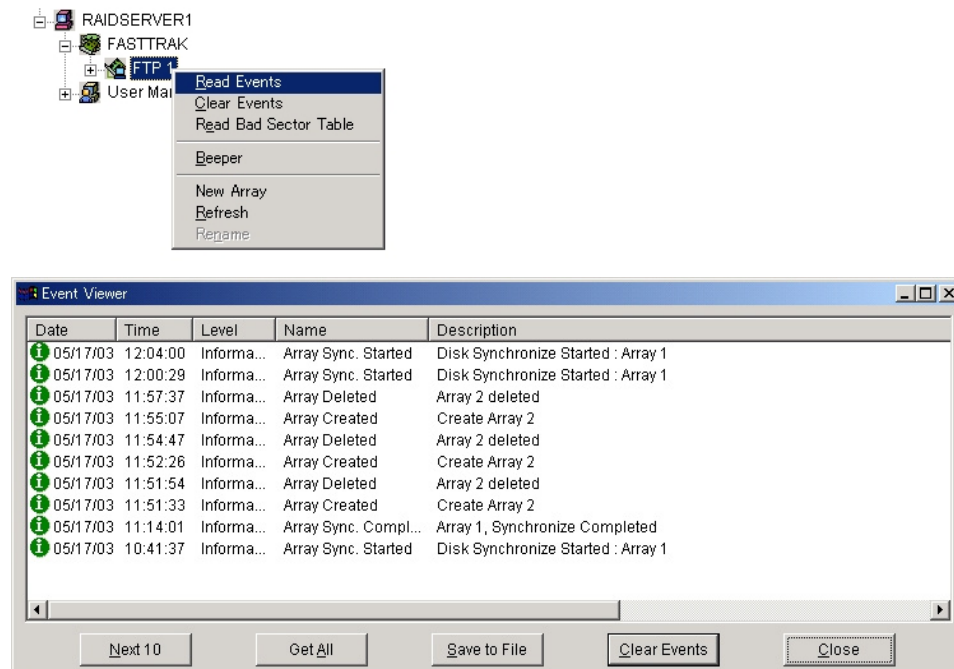 RAIDSERVER1
FASTTRAK
FTP 1
User Mai
Read Events
Clear Events
Read Bad Sector Table
Beeper
New Array
Refresh
Rename
Event Viewer
Date Time Level Name Description
05/17/03 12:04:00 Informa... Array Sync. Started Disk Synchronize Started : Array 1
05/17/03 12:00:29 Informa... Array Sync. Started Disk Synchronize Started : Array 1
05/17/03 11:57:37 Informa... Array Deleted Array 2 deleted
05/17/03 11:55:07 Informa... Array Created Create Array 2
05/17/03 11:54:47 Informa... Array Deleted Array 2 deleted
05/17/03 11:52:26 Informa... Array Created Create Array 2
05/17/03 11:51:54 Informa... Array Deleted Array 2 deleted
05/17/03 11:51:33 Informa... Array Created Create Array 2
05/17/03 11:14:01 Informa... Array Sync. Compl... Array 1, Synchronize Completed
05/17/03 10:41:37 Informa... Array Sync. Started Disk Synchronize Started : Array 1
Next 10 Get All Save to File Clear Events Close